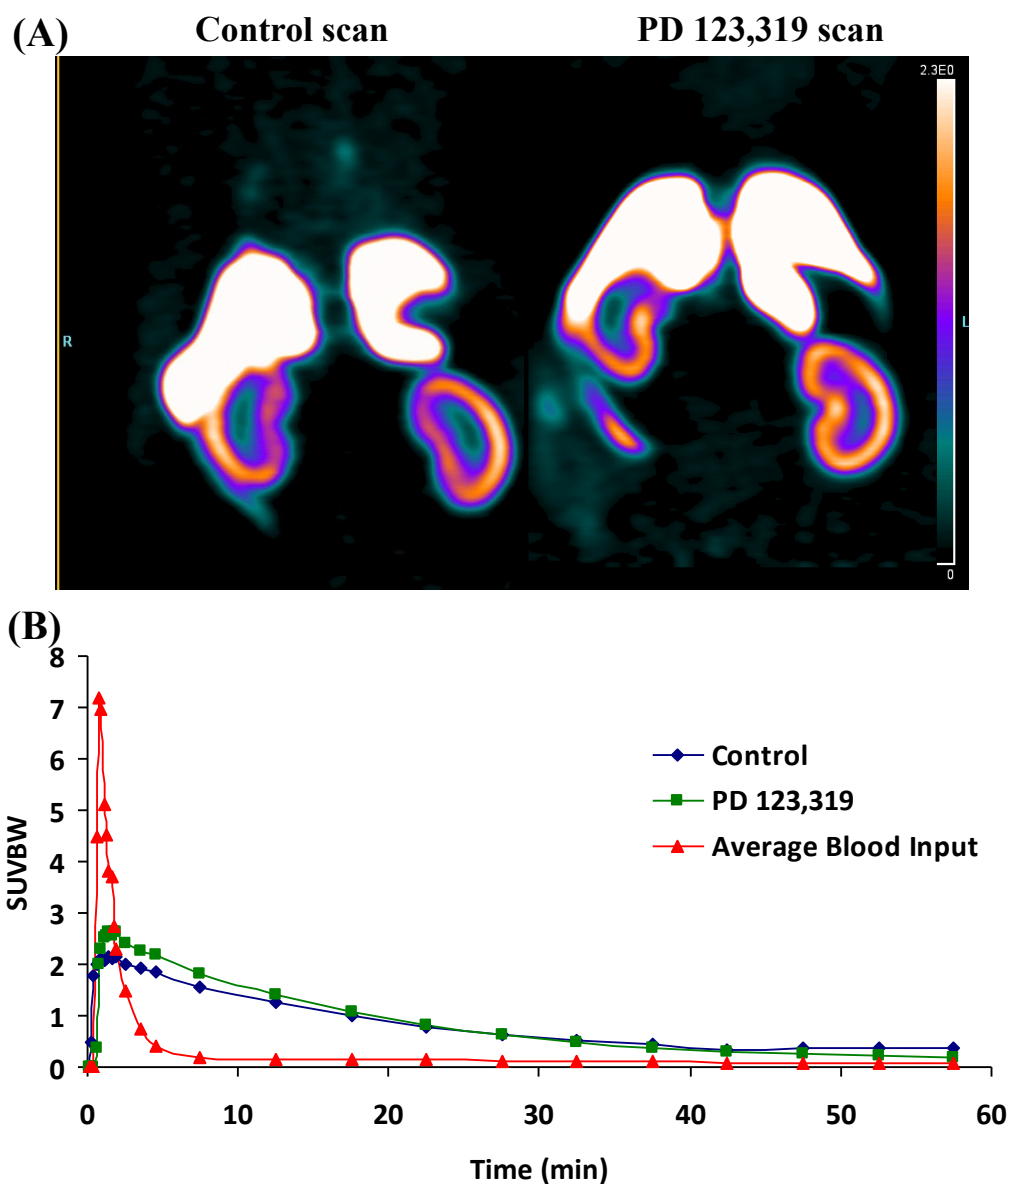 (A) Control scan PD 123,319 scan
2.3E0
R
L
0
(B)
8
7
6
5
4
3
2
1
0
SUVBW
Control
PD 123,319
Average Blood Input
0 10 20 30 40 50 60
Time (min)